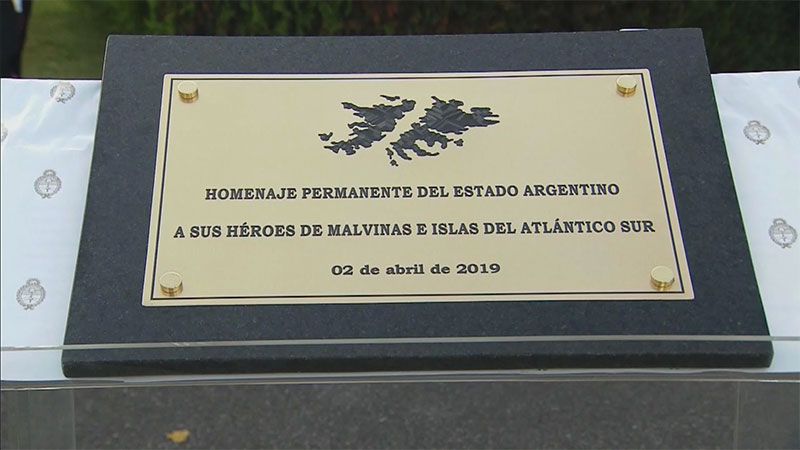 HOMENAJE PERMANENTE DEL ESTADO ARGENTINO
A SUS HÉROES DE MALVINAS E ISLAS DEL ATLÁNTICO SUR
02 de abril de 2019